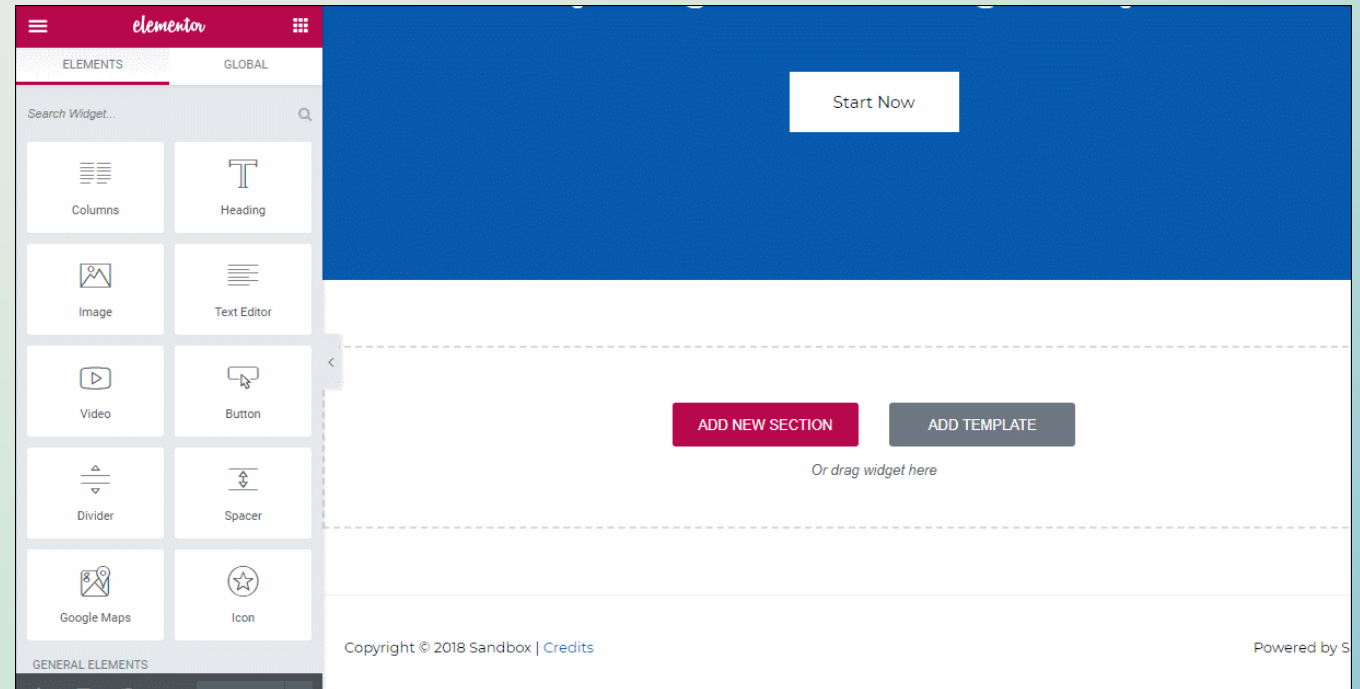 elementor
ELEMENTS GLOBAL
Search Widget...
Columns Heading
Image Text Editor
Video Button
Divider Spacer
Google Maps Icon
GENERAL ELEMENTS
Start Now
ADD NEW SECTION ADD TEMPLATE
Or drag widget here
Copyright © 2018 Sandbox | Credits
Powered by S